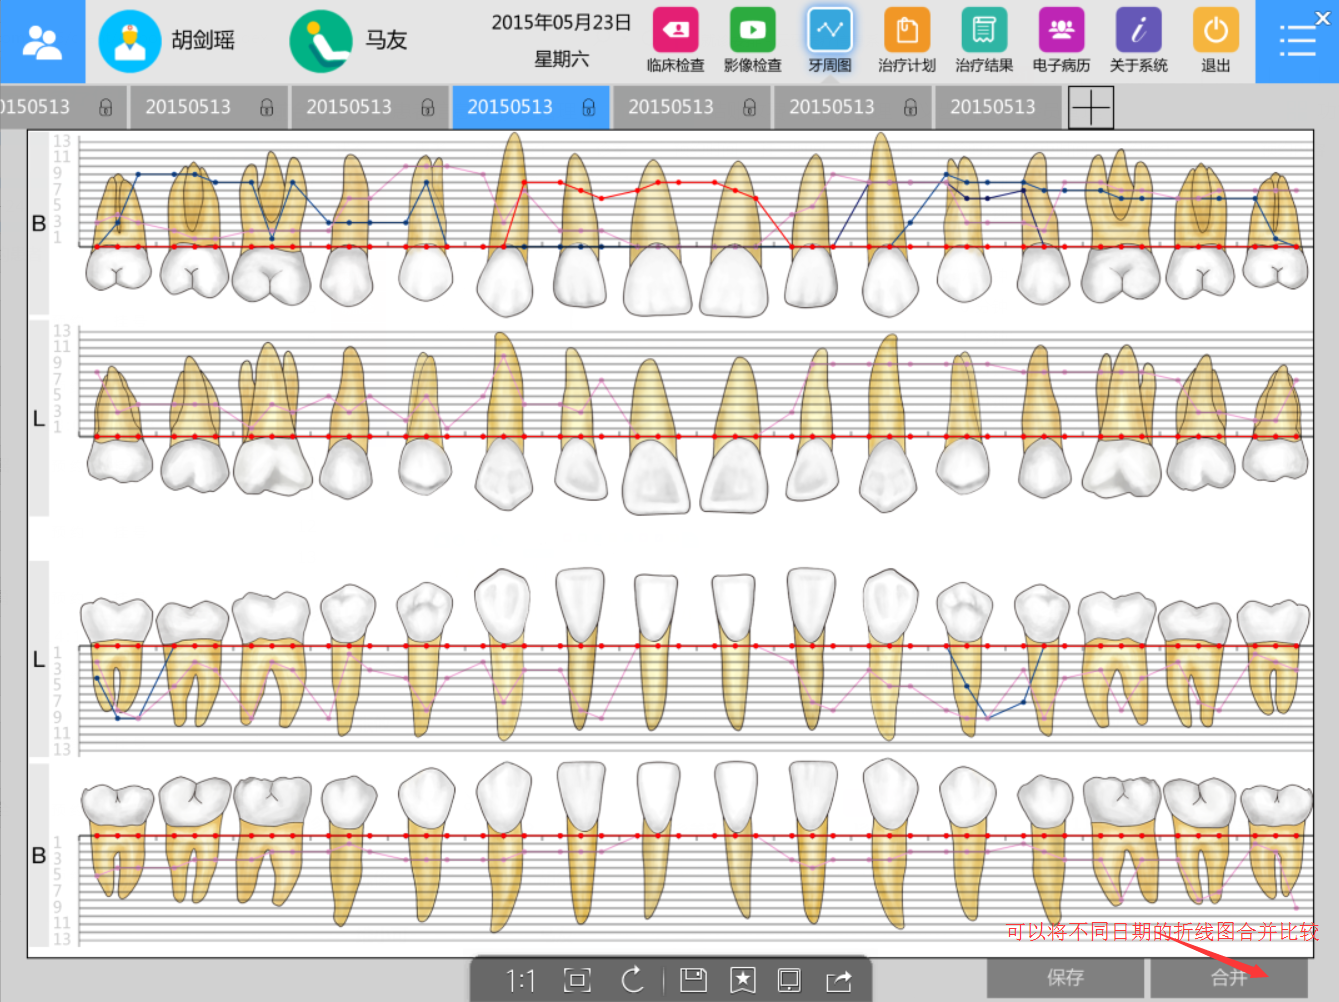 胡剑瑶
马友
2015年05月23日
星期六
临床检查
影像检查
牙周图
治疗计划
治疗结果
电子病历
关于系统
退出
0150513
20150513
20150513
20150513
20150513
20150513
20150513
B
13
11
9
7
5
3
1
L
13
11
9
7
5
3
1
L
1
3
5
7
9
11
13
B
1
3
5
7
9
11
13
可以将不同日期的折线图合并比较
1:1
保存
合并